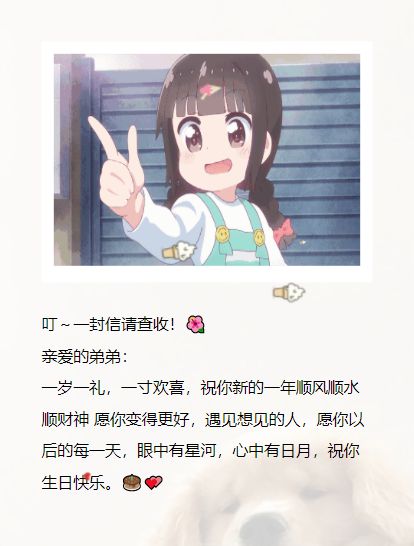 叮～一封信请查收！🌺
亲爱的弟弟：
一岁一礼，一寸欢喜，祝你新的一年顺风顺水
顺财神 愿你变得更好，遇见想见的人，愿你以
后的每一天，眼中有星河，心中有日月，祝你
生日快乐。🎂❤️